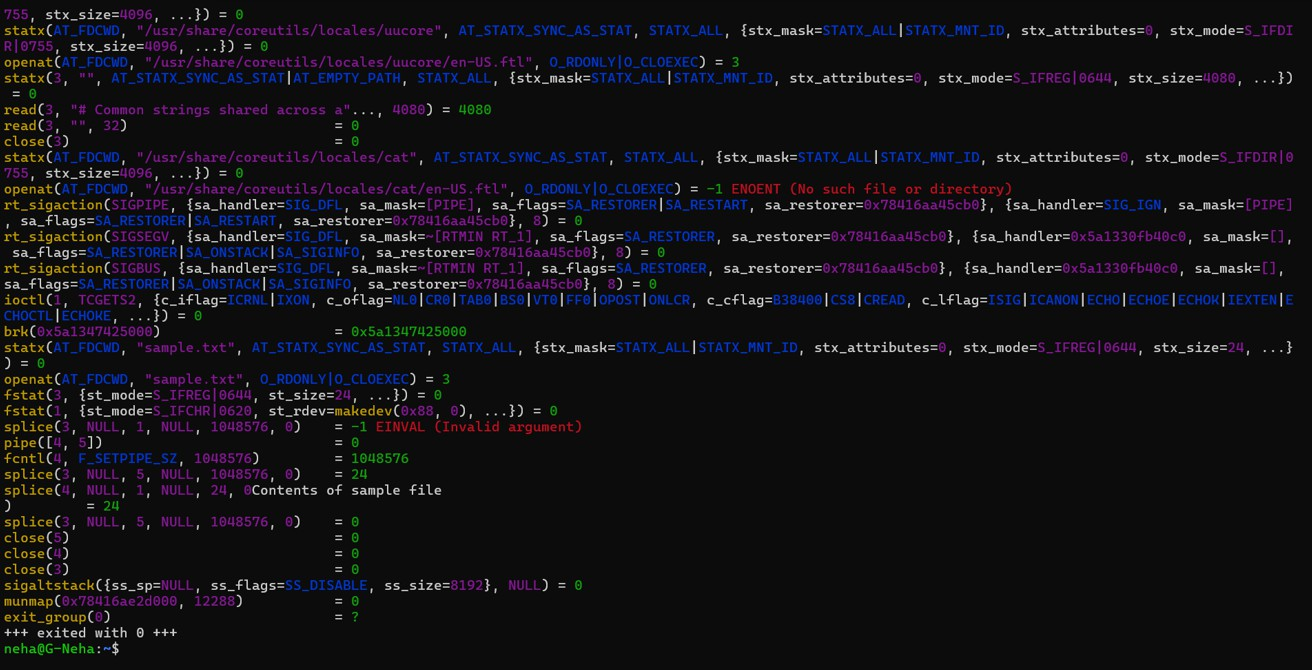 755, stx_size=4096, ...}) = 0
statx(AT_FDCWD, "/usr/share/coreutils/locales/uucore", AT_STATX_SYNC_AS_STAT, STATX_ALL, {stx_mask=STATX_ALL|STATX_MNT_ID, stx_attributes=0, stx_mode=S_IFDI
R|0755, stx_size=4096, ...}) = 0
openat(AT_FDCWD, "/usr/share/coreutils/locales/uucore/en-US.ftl", O_RDONLY|O_CLOEXEC) = 3
statx(3, "", AT_STATX_SYNC_AS_STAT|AT_EMPTY_PATH, STATX_ALL, {stx_mask=STATX_ALL|STATX_MNT_ID, stx_attributes=0, stx_mode=S_IFREG|0644, stx_size=4080, ...})
 = 0
read(3, "# Common strings shared across a"..., 4080) = 4080
read(3, "", 32)                         = 0
close(3)                                = 0
statx(AT_FDCWD, "/usr/share/coreutils/locales/cat", AT_STATX_SYNC_AS_STAT, STATX_ALL, {stx_mask=STATX_ALL|STATX_MNT_ID, stx_attributes=0, stx_mode=S_IFDIR|0
755, stx_size=4096, ...}) = 0
openat(AT_FDCWD, "/usr/share/coreutils/locales/cat/en-US.ftl", O_RDONLY|O_CLOEXEC) = -1 ENOENT (No such file or directory)
rt_sigaction(SIGPIPE, {sa_handler=SIG_DFL, sa_mask=[PIPE], sa_flags=SA_RESTORER|SA_RESTART, sa_restorer=0x78416aa45cb0}, {sa_handler=SIG_IGN, sa_mask=[PIPE]
, sa_flags=SA_RESTORER|SA_RESTART, sa_restorer=0x78416aa45cb0}, 8) = 0
rt_sigaction(SIGSEGV, {sa_handler=SIG_DFL, sa_mask=~[RTMIN RT_1], sa_flags=SA_RESTORER, sa_restorer=0x78416aa45cb0}, {sa_handler=0x5a1330fb40c0, sa_mask=[],
 sa_flags=SA_RESTORER|SA_ONSTACK|SA_SIGINFO, sa_restorer=0x78416aa45cb0}, 8) = 0
rt_sigaction(SIGBUS, {sa_handler=SIG_DFL, sa_mask=~[RTMIN RT_1], sa_flags=SA_RESTORER, sa_restorer=0x78416aa45cb0}, {sa_handler=0x5a1330fb40c0, sa_mask=[],
sa_flags=SA_RESTORER|SA_ONSTACK|SA_SIGINFO, sa_restorer=0x78416aa45cb0}, 8) = 0
ioctl(1, TCGETS2, {c_iflag=ICRNL|IXON, c_oflag=NL0|CR0|TAB0|BS0|VT0|FF0|OPOST|ONLCR, c_cflag=B38400|CS8|CREAD, c_lflag=ISIG|ICANON|ECHO|ECHOE|ECHOK|IEXTEN|E
CHOCTL|ECHOKE, ...}) = 0
brk(0x5a1347425000)                     = 0x5a1347425000
statx(AT_FDCWD, "sample.txt", AT_STATX_SYNC_AS_STAT, STATX_ALL, {stx_mask=STATX_ALL|STATX_MNT_ID, stx_attributes=0, stx_mode=S_IFREG|0644, stx_size=24, ...}
) = 0
openat(AT_FDCWD, "sample.txt", O_RDONLY|O_CLOEXEC) = 3
fstat(3, {st_mode=S_IFREG|0644, st_size=24, ...}) = 0
fstat(1, {st_mode=S_IFCHR|0620, st_rdev=makedev(0x88, 0), ...}) = 0
splice(3, NULL, 1, NULL, 1048576, 0)    = -1 EINVAL (Invalid argument)
pipe([4, 5])                            = 0
fcntl(4, F_SETPIPE_SZ, 1048576)         = 1048576
splice(3, NULL, 5, NULL, 1048576, 0)    = 24
splice(4, NULL, 1, NULL, 24, 0Contents of sample file
)         = 24
splice(3, NULL, 5, NULL, 1048576, 0)    = 0
close(5)                                = 0
close(4)                                = 0
close(3)                                = 0
sigaltstack({ss_sp=NULL, ss_flags=SS_DISABLE, ss_size=8192}, NULL) = 0
munmap(0x78416ae2d000, 12288)           = 0
exit_group(0)                           = ?
+++ exited with 0 +++
neha@G-Neha:~$